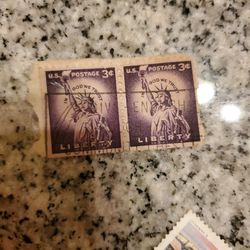 U.S. POSTAGE 3¢
IN GOD WE TRUST
LIBERTY
U.S. POSTAGE 3¢
IN GOD WE TRUST
LIBERTY